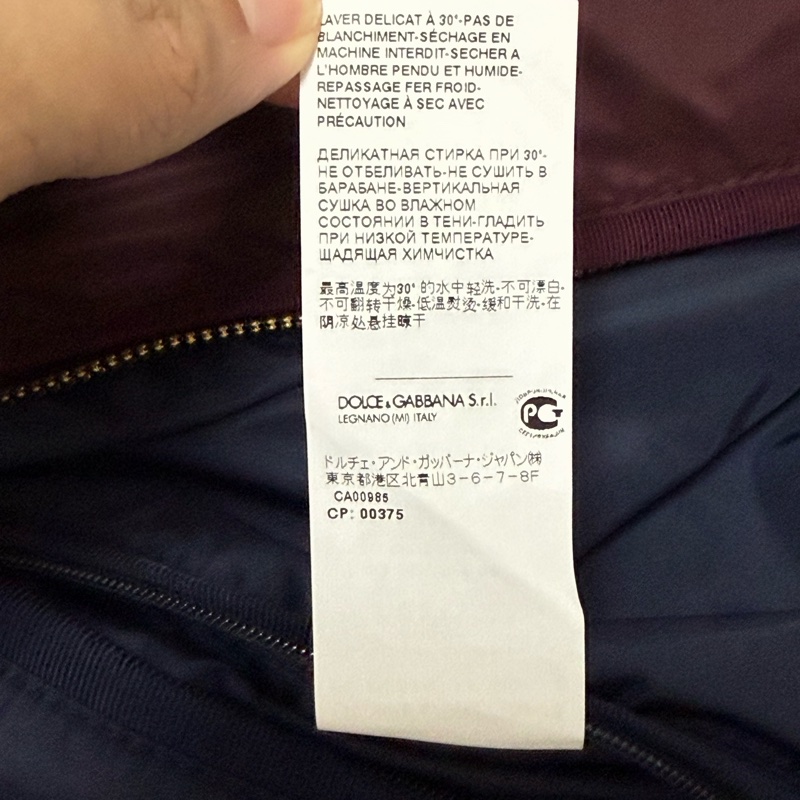 LAVER DELICAT À 30°-PAS DE
BLANCHIMENT-SÉCHAGE EN
MACHINE INTERDIT-SECHER A
L'HOMBRE PENDU ET HUMIDE-
REPASSAGE FER FROID-
NETTOYAGE À SEC AVEC
PRÉCAUTION
ДЕЛИКАТНАЯ СТИРКА ПРИ 30°-
НЕ ОТБЕЛИВАТЬ-НЕ СУШИТЬ В
БАРАБАНЕ-ВЕРТИКАЛЬНАЯ
СУШКА ВО ВЛАЖНОМ
СОСТОЯНИИ В ТЕНИ-ГЛАДИТЬ
ПРИ НИЗКОЙ ТЕМПЕРАТУРЕ-
ЩАДЯЩАЯ ХИМЧИСТКА
最高温度为30° 的水中轻洗-不可漂白-
不可翻转干燥-低温熨烫-缓和干洗-在
阴凉处悬挂晾干
DOLCE & GABBANA S.r.l.
LEGNANO (MI) ITALY
PG
ドルチェ・アンド・ガッバーナ・ジャパン㈱
東京都港区北青山3-6-7-8F
CA00985
CP: 00375